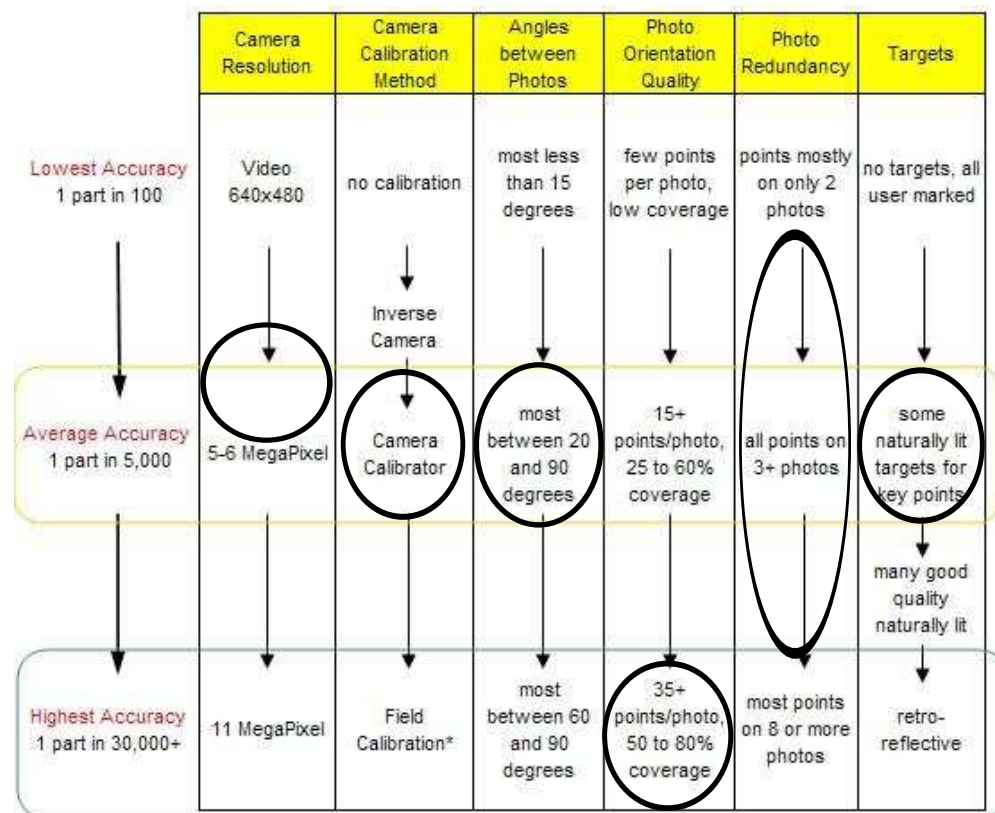 Camera
Resolution
Camera
Calibration
Method
Angles
between
Photos
Photo
Orientation
Quality
Photo
Redundancy
Targets
Lowest Accuracy
1 part in 100
Video
640x480
no calibration
most less
than 15
degrees
few points
per photo,
low coverage
points mostly
on only 2
photos
no targets, all
user marked
Inverse
Camera
Average Accuracy
1 part in 5,000
5-6 MegaPixel
Camera
Calibrator
most
between 20
and 90
degrees
15+
points/photo,
25 to 60%
coverage
all points on
3+ photos
some
naturally lit
targets for
key points
many good
quality
naturally lit
Highest Accuracy
1 part in 30,000+
11 MegaPixel
Field
Calibration*
most
between 60
and 90
degrees
35+
points/photo,
50 to 80%
coverage
most points
on 8 or more
photos
retro-
reflective